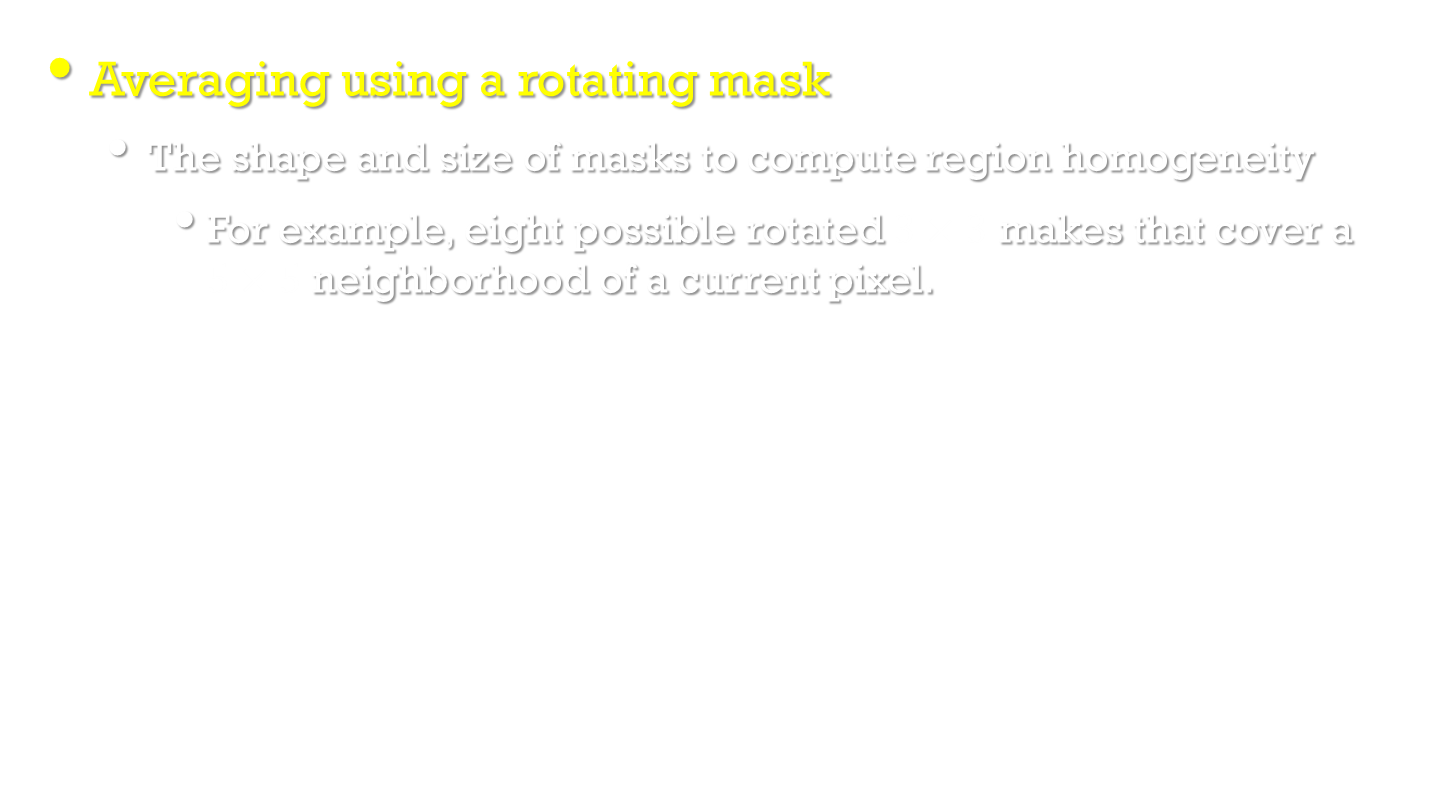 • Averaging using a rotating mask
• The shape and size of masks to compute region homogeneity
• For example, eight possible rotated makes that cover a
neighborhood of a current pixel.